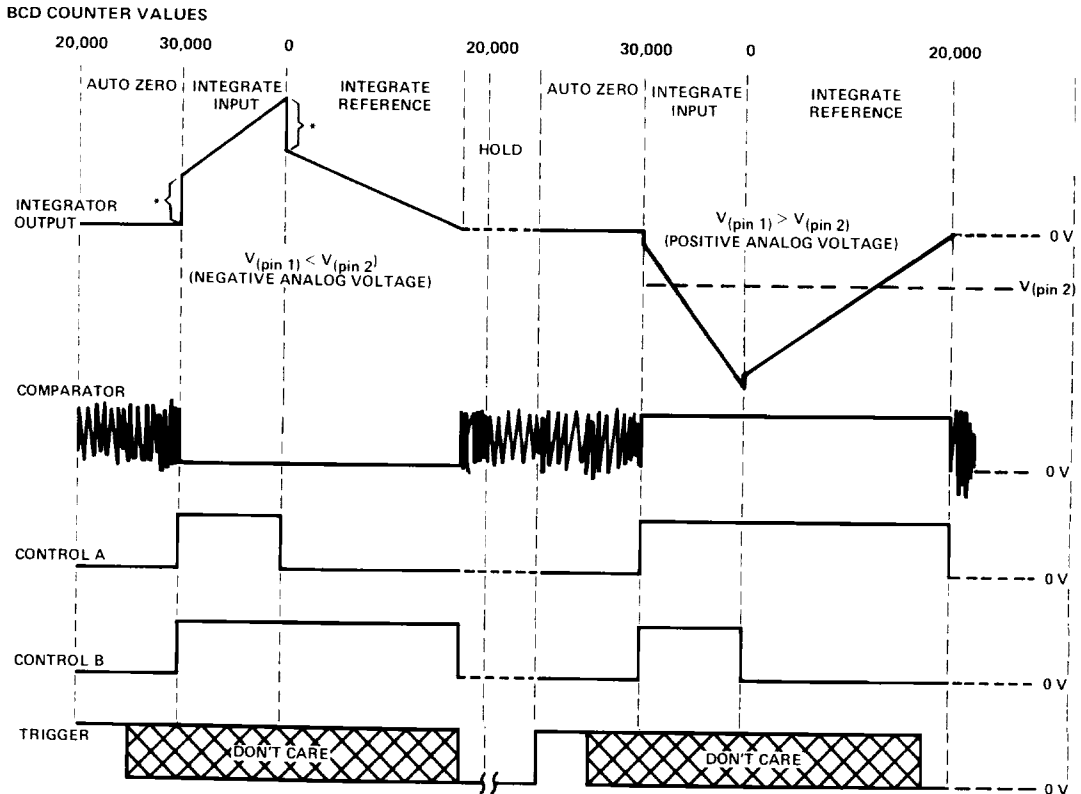 BCD COUNTER VALUES
20,000 30,000 0 20,000 30,000 0 20,000
AUTO ZERO INTEGRATE INPUT INTEGRATE REFERENCE AUTO ZERO INTEGRATE INPUT INTEGRATE REFERENCE
HOLD
*
*
INTEGRATOR OUTPUT
V(pin 1) < V(pin 2)
(NEGATIVE ANALOG VOLTAGE)
V(pin 1) > V(pin 2)
(POSITIVE ANALOG VOLTAGE)
0 V
V(pin 2)
COMPARATOR
0 V
CONTROL A
0 V
CONTROL B
0 V
TRIGGER
DON'T CARE DON'T CARE
0 V